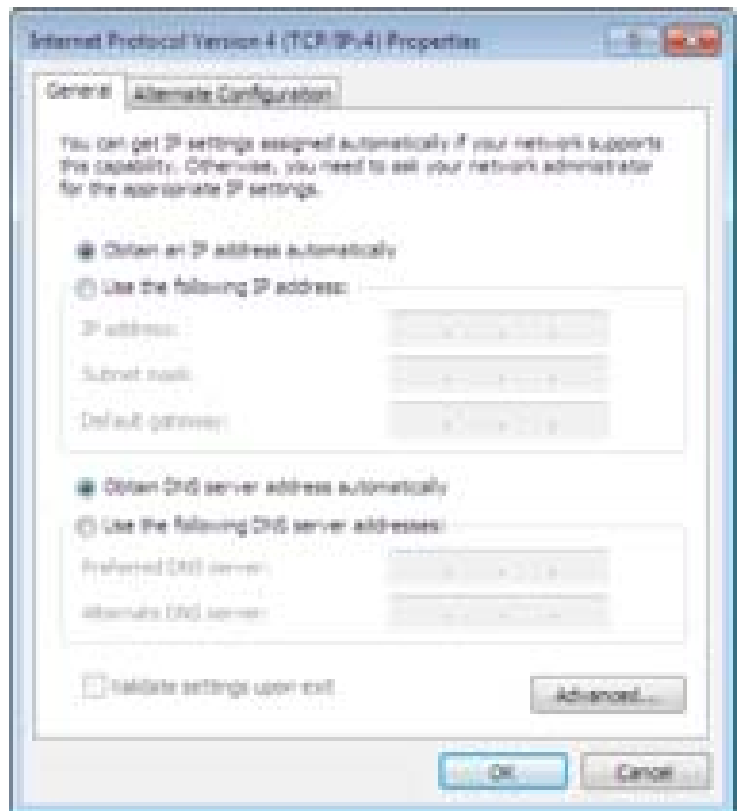 Internet Protocol Version 4 (TCP/IPv4) Properties
General
Alternate Configuration
You can get IP settings assigned automatically if your network supports
this capability. Otherwise, you need to ask your network administrator
for the appropriate IP settings.
Obtain an IP address automatically
Use the following IP address:
IP address:
Subnet mask:
Default gateway:
Obtain DNS server address automatically
Use the following DNS server addresses:
Preferred DNS server:
Alternate DNS server:
Validate settings upon exit
Advanced...
OK
Cancel